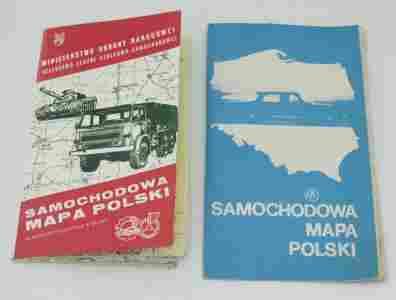 MINISTERSTWO OBRONY NARODOWEJ
SAMOCHODOWA
MAPA POLSKI
SAMOCHODOWA
MAPA
POLSKI